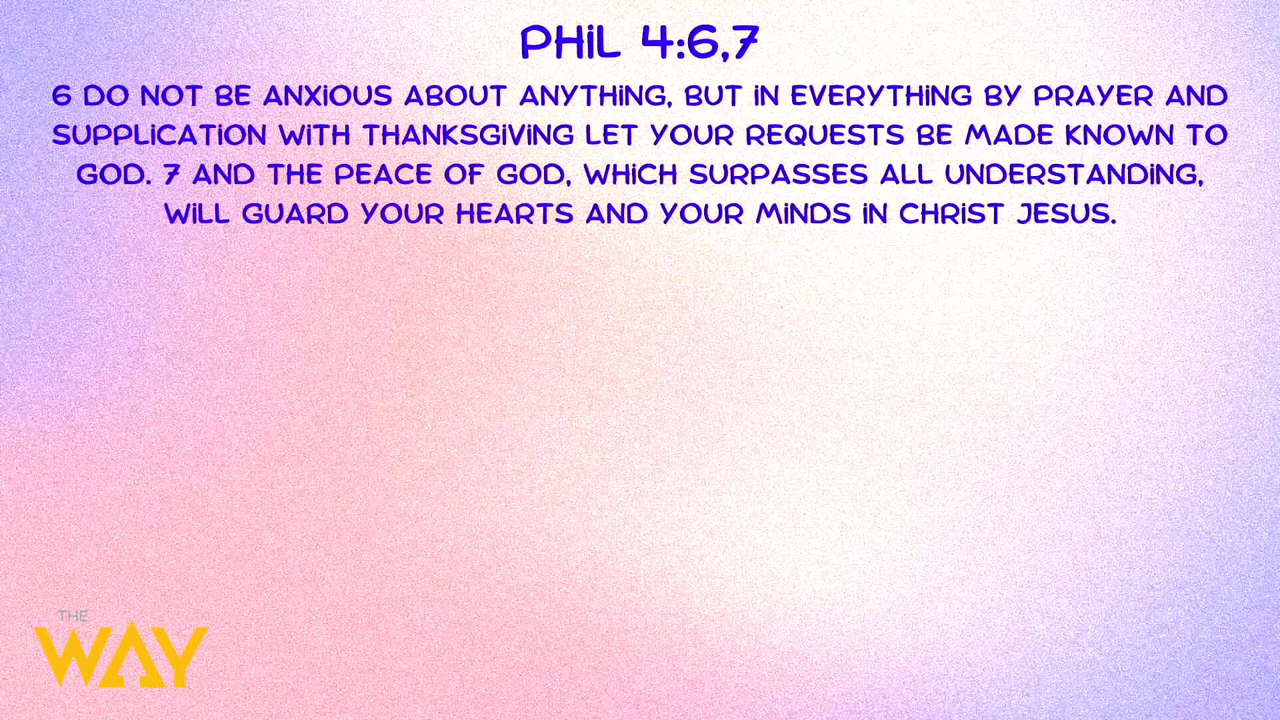 PHiL 4:6,7
6 DO NOT BE ANXiOUS ABOUT ANYTHiNG, BUT iN EVERYTHiNG BY PRAYER AND
SUPPLiCATiON WiTH THANKSGiViNG LET YOUR REQUESTS BE MADE KNOWN TO
GOD. 7 AND THE PEACE OF GOD, WHiCH SURPASSES ALL UNDERSTANDiNG,
WiLL GUARD YOUR HEARTS AND YOUR MiNDS iN CHRiST JESUS.
THE
WAY